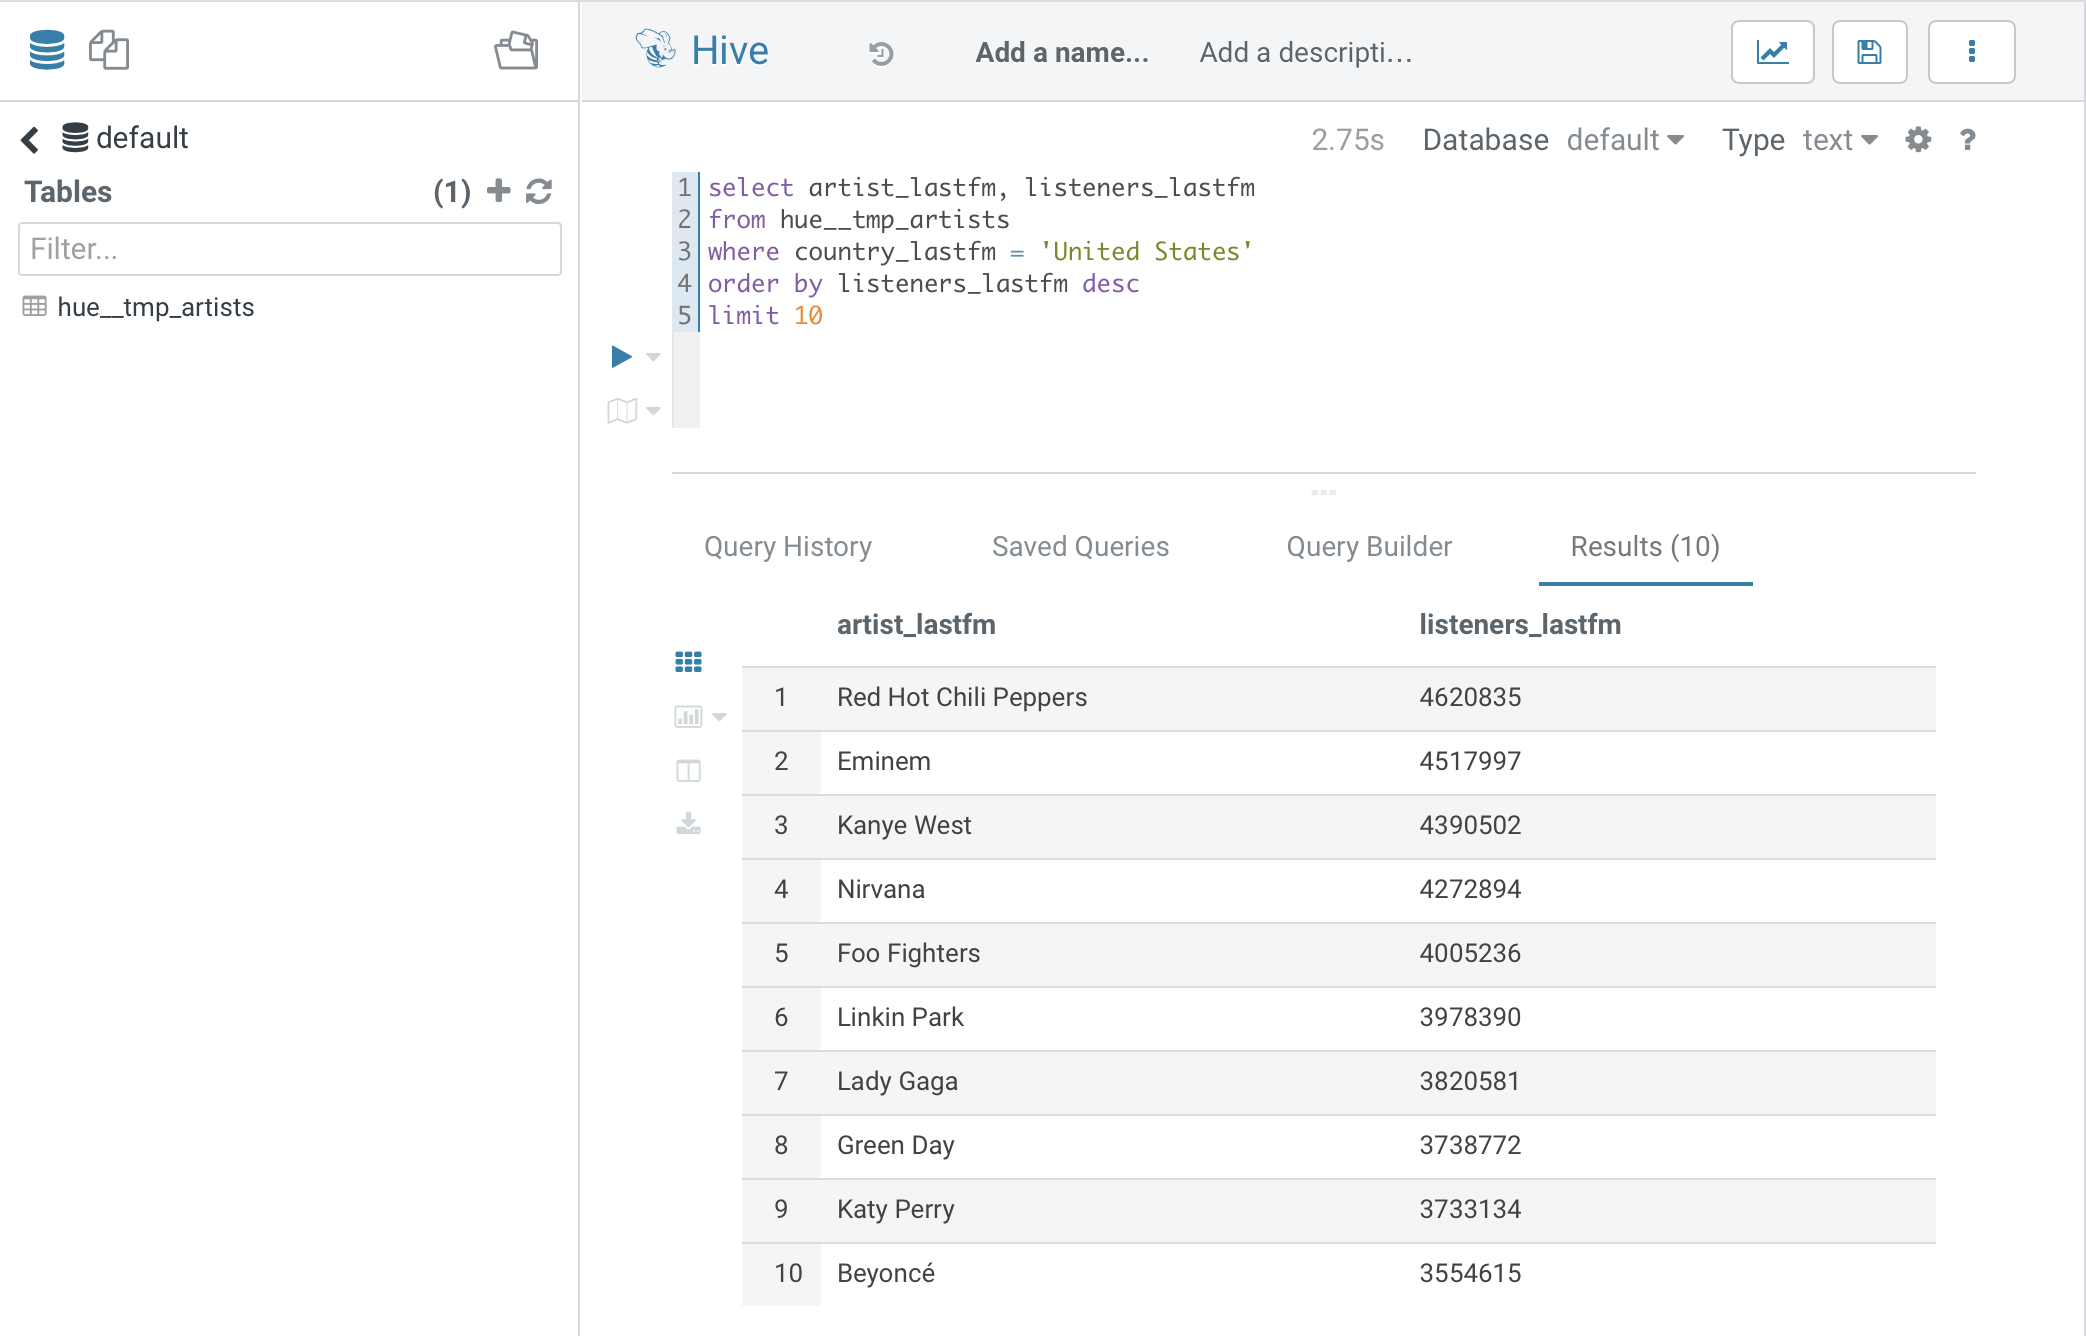 Hive
Add a name...
Add a descripti...
default
2.75s Database default Type text ?
Tables (1)
Filter...
hue__tmp_artists
1 select artist_lastfm, listeners_lastfm
2 from hue__tmp_artists
3 where country_lastfm = 'United States'
4 order by listeners_lastfm desc
5 limit 10
Query History Saved Queries Query Builder Results (10)
artist_lastfm listeners_lastfm
1 Red Hot Chili Peppers 4620835
2 Eminem 4517997
3 Kanye West 4390502
4 Nirvana 4272894
5 Foo Fighters 4005236
6 Linkin Park 3978390
7 Lady Gaga 3820581
8 Green Day 3738772
9 Katy Perry 3733134
10 Beyoncé 3554615